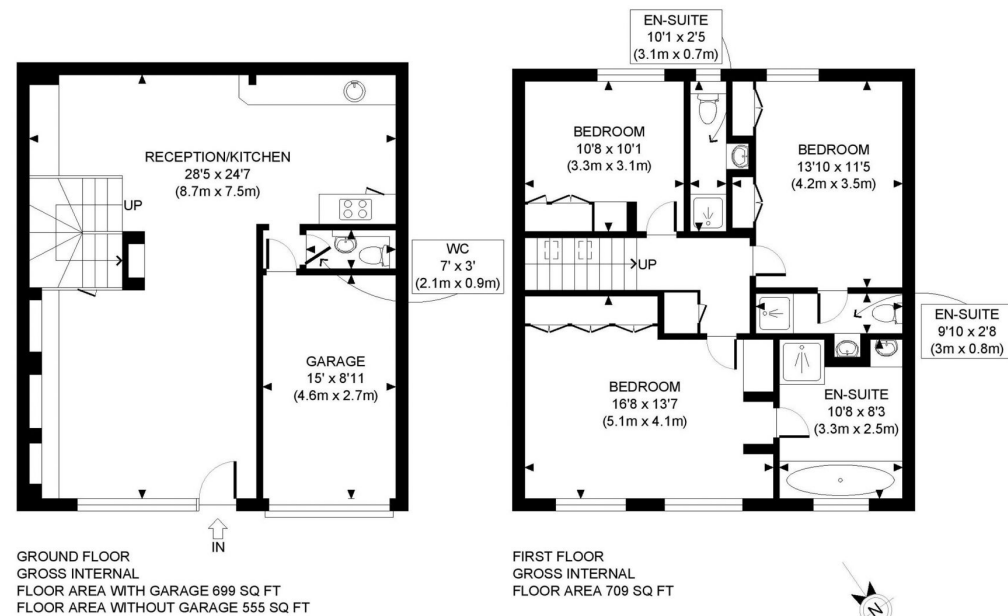 EN-SUITE
10'1 x 2'5
(3.1m x 0.7m)
RECEPTION/KITCHEN
28'5 x 24'7
(8.7m x 7.5m)
UP
WC
7' x 3'
(2.1m x 0.9m)
GARAGE
15' x 8'11
(4.6m x 2.7m)
IN
GROUND FLOOR
GROSS INTERNAL
FLOOR AREA WITH GARAGE 699 SQ FT
FLOOR AREA WITHOUT GARAGE 555 SQ FT
BEDROOM
10'8 x 10'1
(3.3m x 3.1m)
BEDROOM
13'10 x 11'5
(4.2m x 3.5m)
UP
EN-SUITE
9'10 x 2'8
(3m x 0.8m)
BEDROOM
16'8 x 13'7
(5.1m x 4.1m)
EN-SUITE
10'8 x 8'3
(3.3m x 2.5m)
FIRST FLOOR
GROSS INTERNAL
FLOOR AREA 709 SQ FT
N